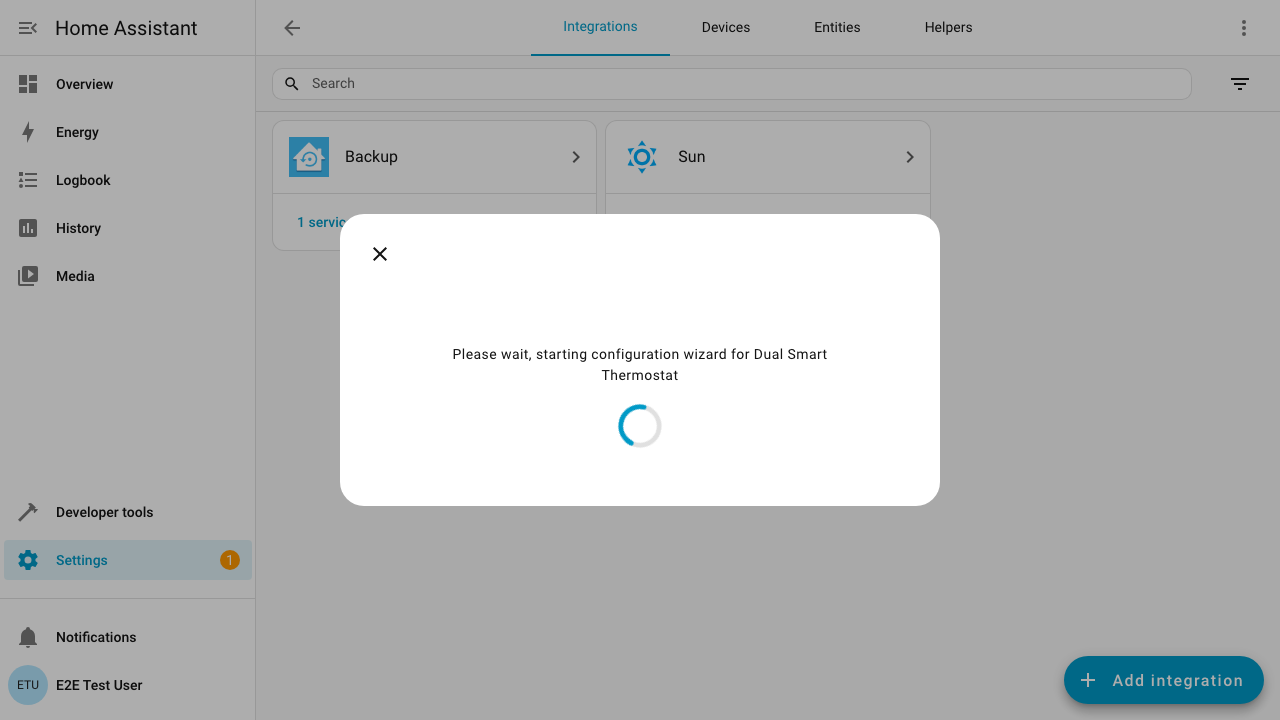 Home Assistant
Integrations
Devices
Entities
Helpers
Overview
Energy
Logbook
History
Media
Developer tools
Settings
1
Notifications
ETU
E2E Test User
Search
Backup
Sun
1 servic
Please wait, starting configuration wizard for Dual Smart
Thermostat
Add integration